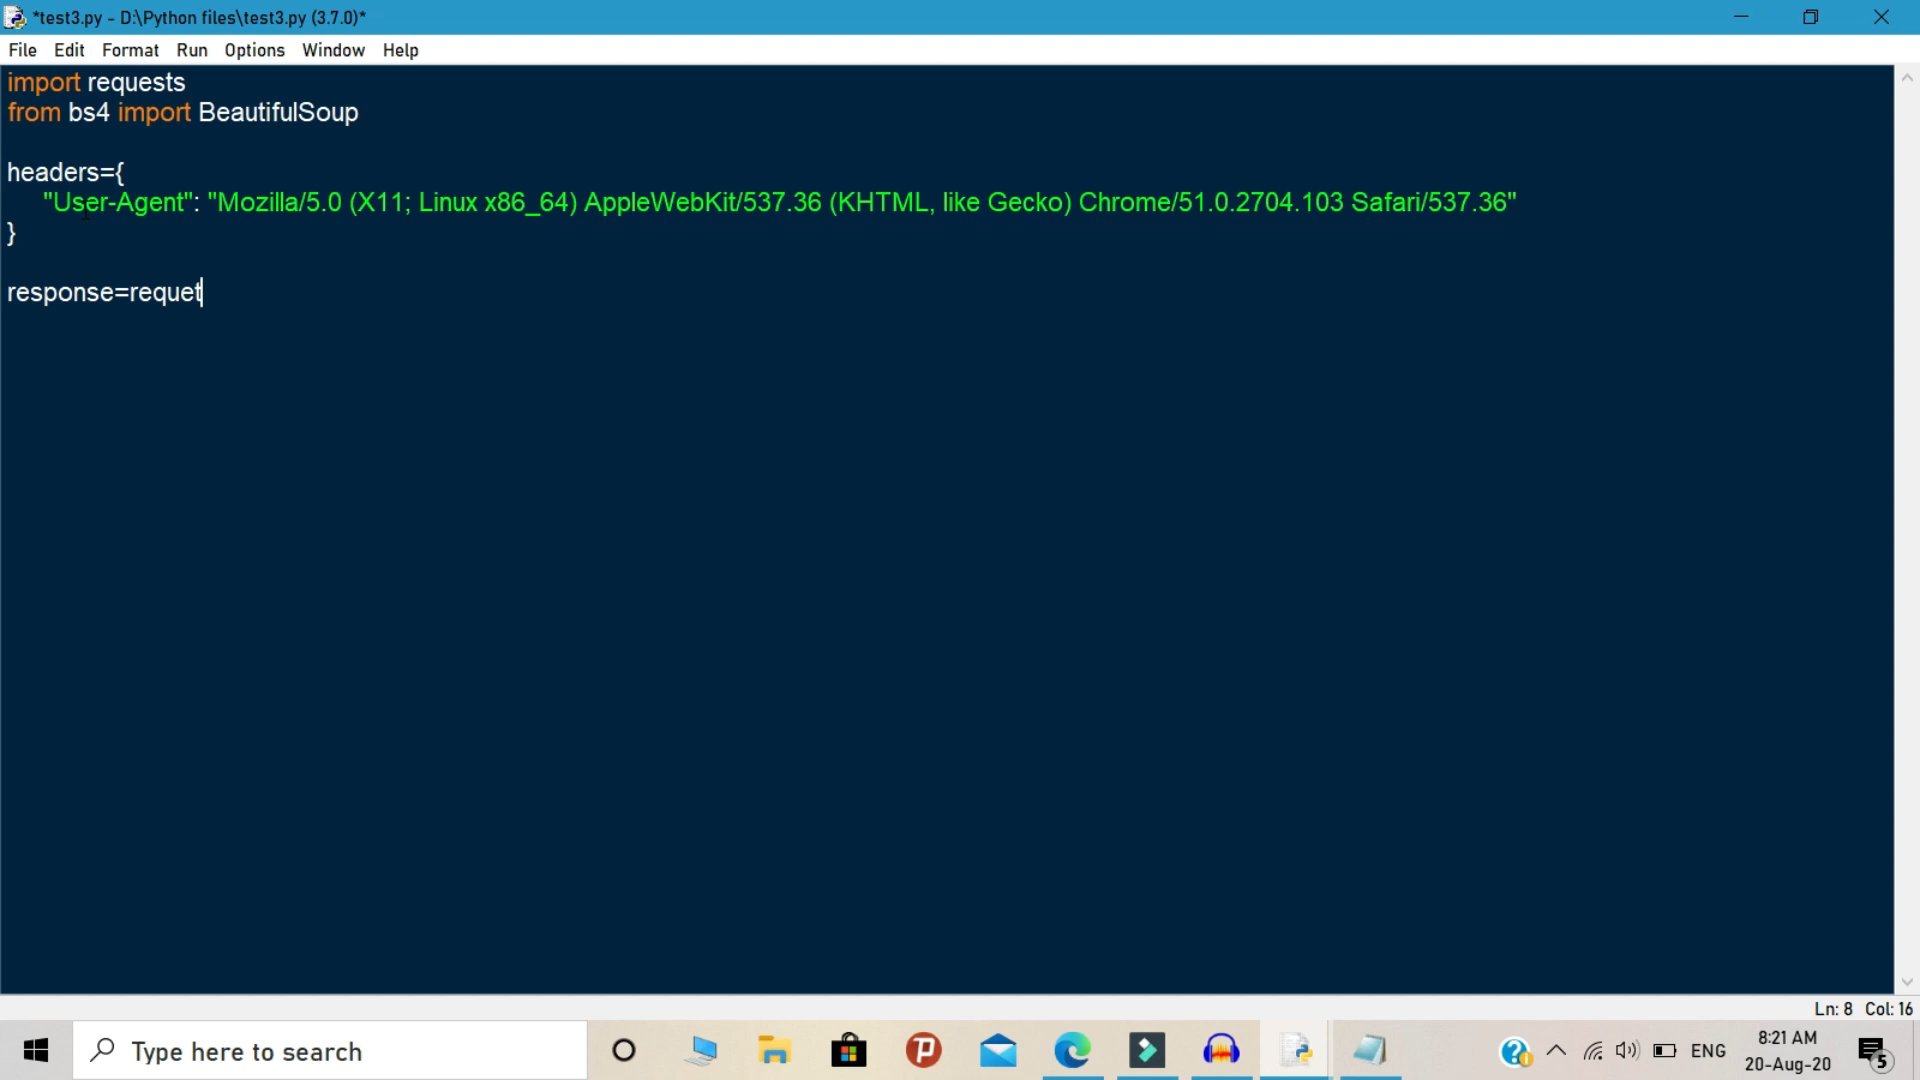 *test3.py - D:\Python files\test3.py (3.7.0)*
File Edit Format Run Options Window Help
import requests
from bs4 import BeautifulSoup
headers={
"User-Agent": "Mozilla/5.0 (X11; Linux x86_64) AppleWebKit/537.36 (KHTML, like Gecko) Chrome/51.0.2704.103 Safari/537.36"
}
response=requet
Ln: 8 Col: 16
Type here to search
ENG
8:21 AM
20-Aug-20
5